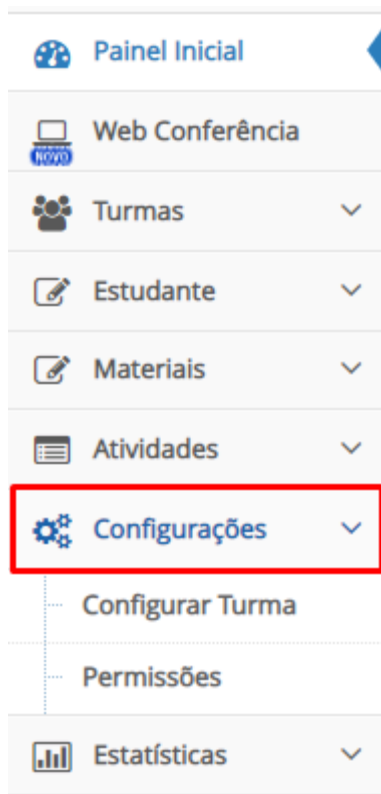 Painel Inicial
Web Conferência
NOVO
Turmas
Estudante
Materiais
Atividades
Configurações
Configurar Turma
Permissões
Estatísticas